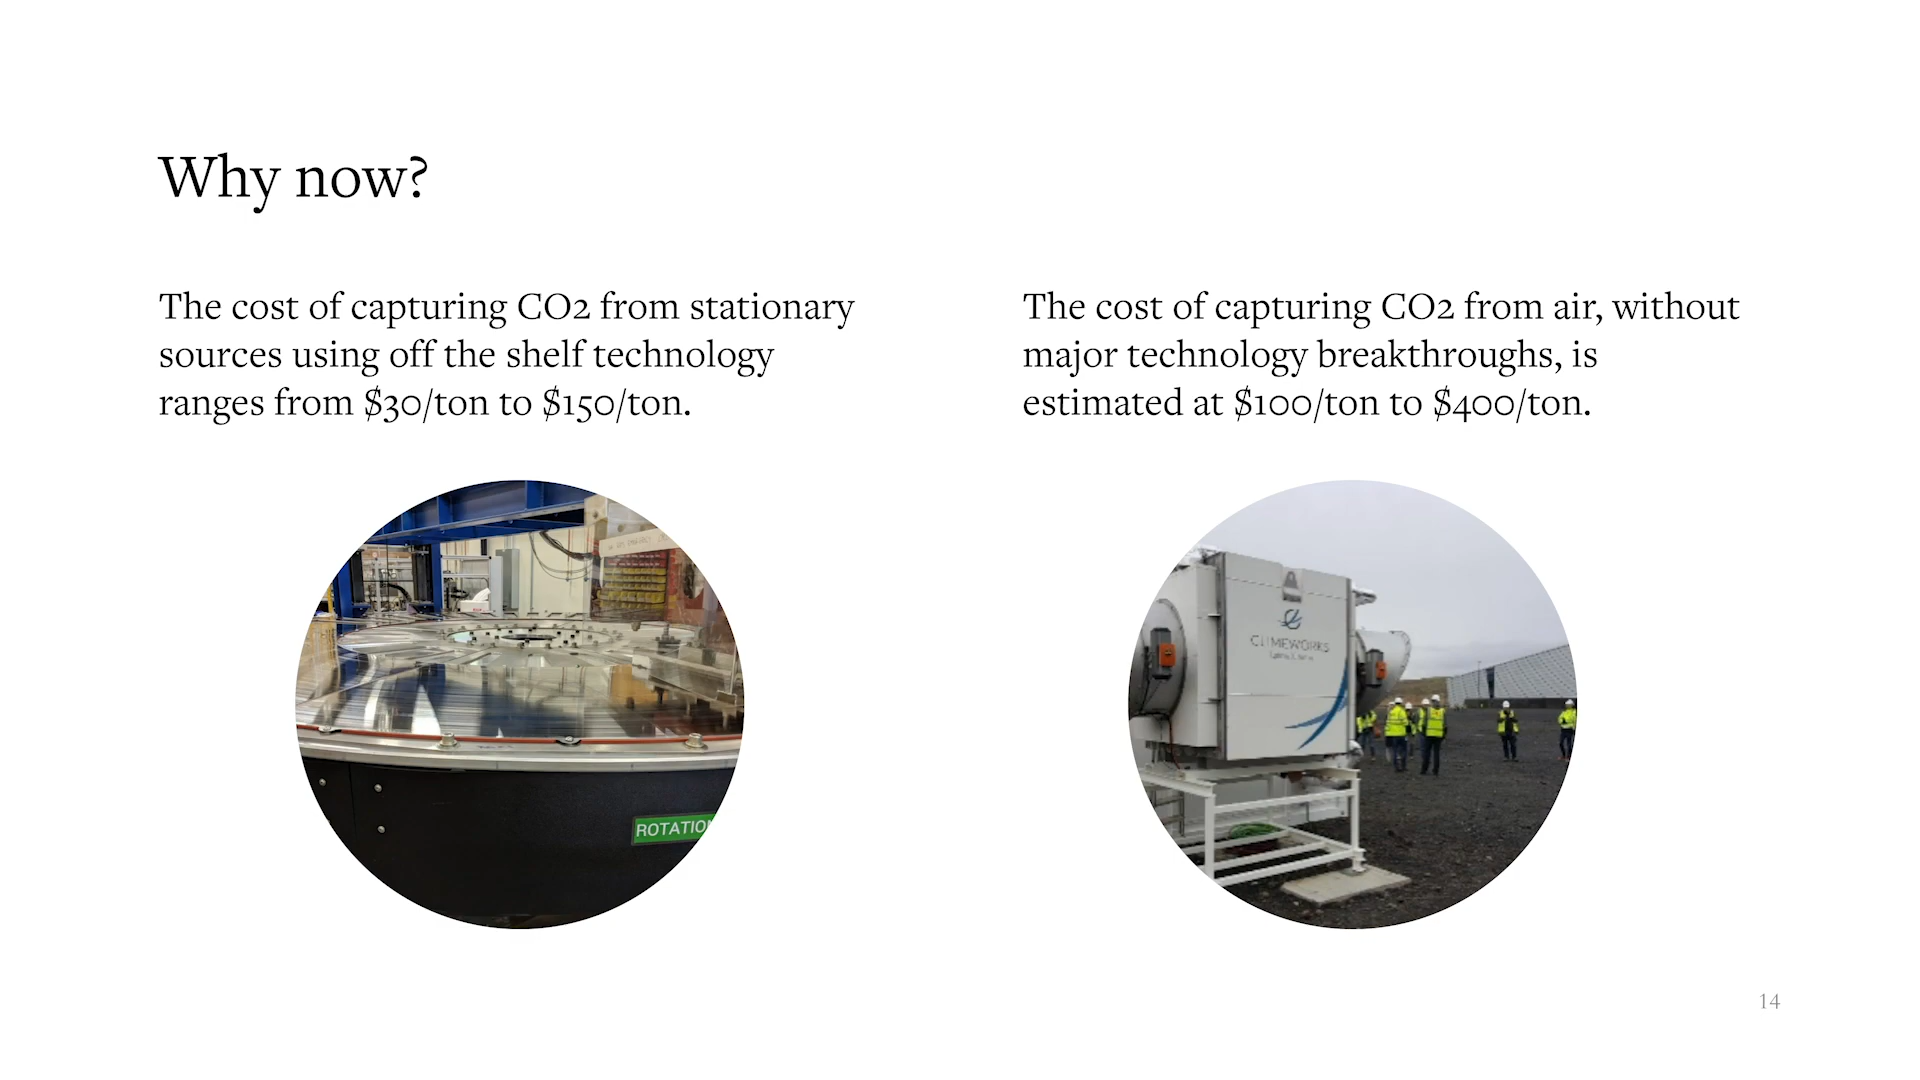 Why now?
The cost of capturing CO2 from stationary
sources using off the shelf technology
ranges from $30/ton to $150/ton.
The cost of capturing CO2 from air, without
major technology breakthroughs, is
estimated at $100/ton to $400/ton.
ROTATIO
CLIMEWORKS
14